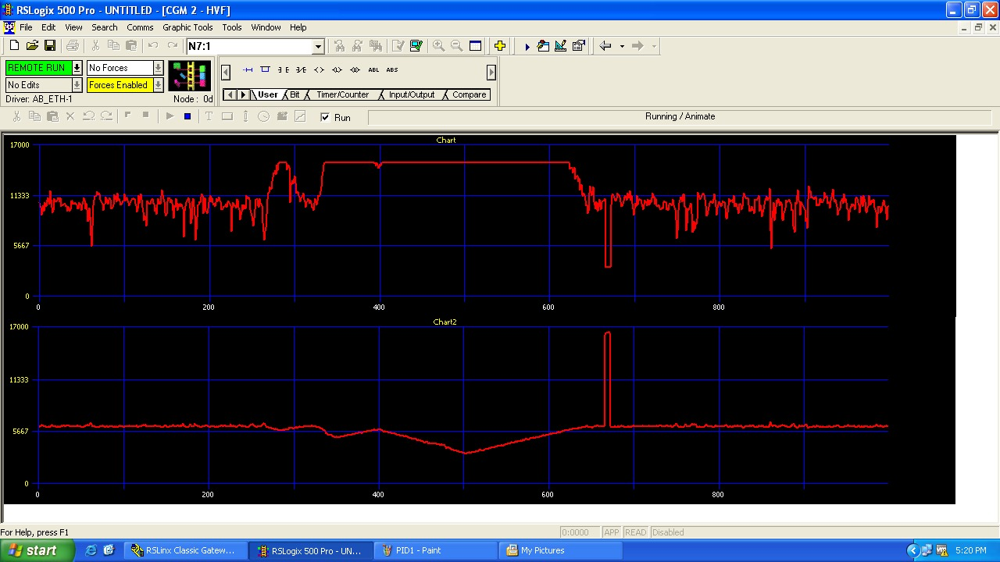 RSLogix 500 Pro - UNTITLED - [CGM 2 - HVF]
File Edit View Search Comms Graphic Tools Tools Window Help
N7:1
REMOTE RUN No Forces
No Edits Forces Enabled
Driver: AB_ETH-1 Node : 0d
ABL ABS
User Bit Timer/Counter Input/Output Compare
T Run Running / Animate
Chart
17000
11333
5667
0
0 200 400 600 800
Chart2
17000
11333
5667
0
0 200 400 600 800
For Help, press F1 0:0000 APP READ Disabled
start RSLinx Classic Gatew... RSLogix 500 Pro - UN... PID1 - Paint My Pictures 5:20 PM